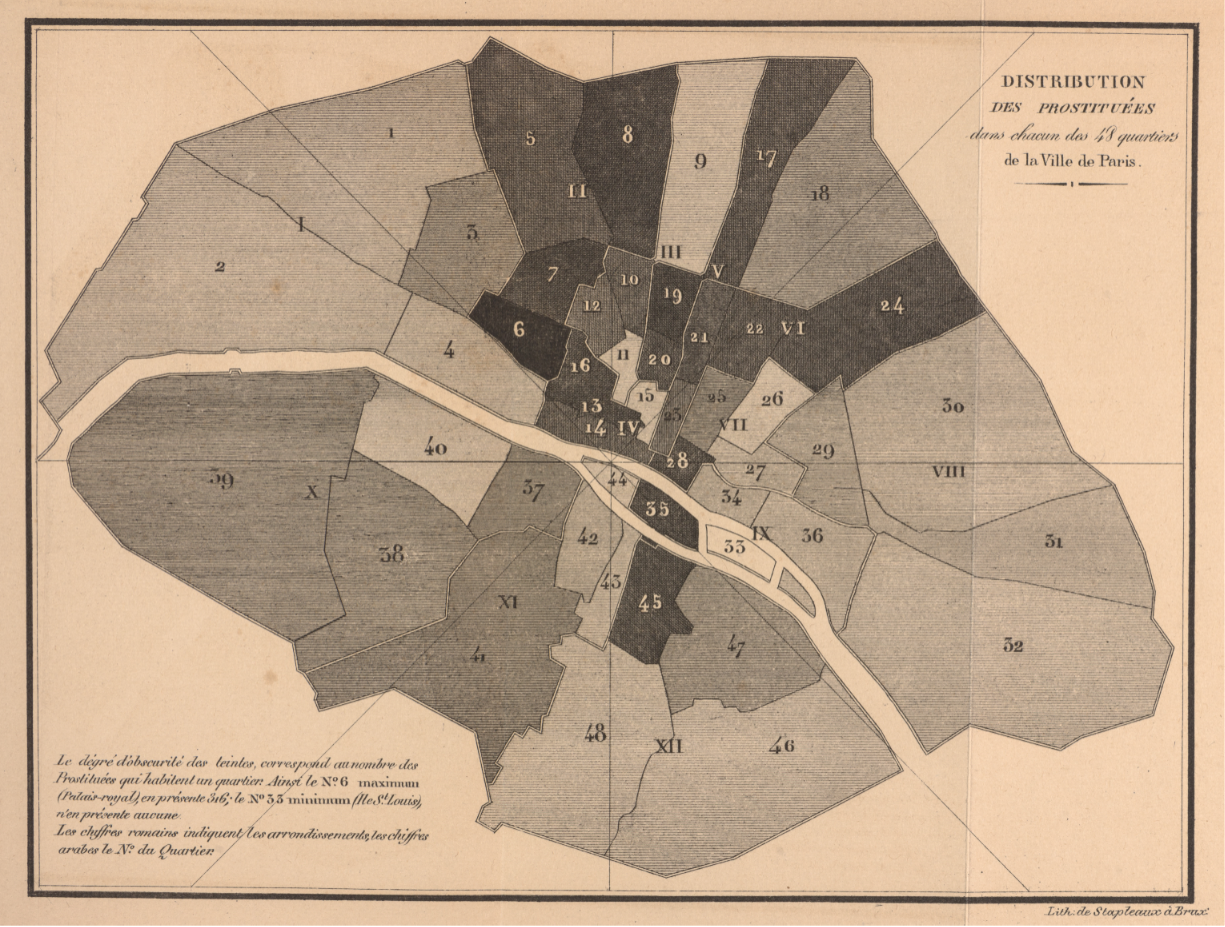 DISTRIBUTION
DES PROSTITUÉES
dans chacun des 48 quartiers
de la Ville de Paris.
1
5
8
9
17
18
II
I
3
2
III
V
7
10
19
24
12
6
21
22
VI
4
11
20
16
15
26
30
13
23
25
14
IV
VII
40
28
29
27
VIII
39
X
37
44
34
35
IX
36
42
33
31
38
43
XI
45
32
41
47
48
XII
46
Le dégré d'obscurité des teintes, correspond au nombre des
Prostituées qui habitent un quartier. Ainsi le Nº 6 maximum
(Palais-royal), en présente 316; le Nº 33 minimum (Ile St Louis),
n'en présente aucune.
Les chiffres romains indiquent les arrondissements, les chiffres
arabes le Nº du Quartier.
Lith: de Stapleaux à Brux: